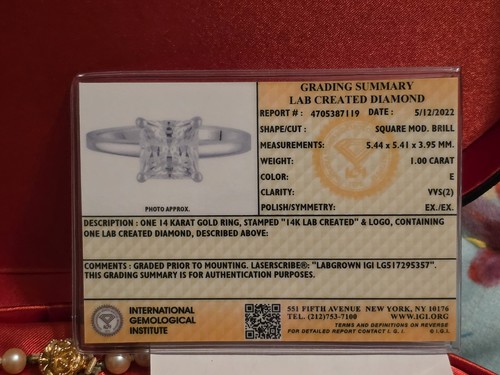 GRADING SUMMARY
LAB CREATED DIAMOND
REPORT # : 4705387119 DATE : 5/12/2022
SHAPE/CUT : SQUARE MOD. BRILL
MEASUREMENTS: 5.44 x 5.41 x 3.95 MM.
WEIGHT: 1.00 CARAT
COLOR: E
CLARITY: VVS(2)
POLISH/SYMMETRY: EX./EX.
PHOTO APPROX.
DESCRIPTION : ONE 14 KARAT GOLD RING, STAMPED "14K LAB CREATED" & LOGO, CONTAINING
ONE LAB CREATED DIAMOND, DESCRIBED ABOVE:
COMMENTS : GRADED PRIOR TO MOUNTING. LASERSCRIBE®: "LABGROWN IGI LG517295357".
THIS GRADING SUMMARY IS FOR AUTHENTICATION PURPOSES.
INTERNATIONAL
GEMOLOGICAL
INSTITUTE
551 FIFTH AVENUE NEW YORK, NY 10176
TEL. (212)753-7100 WWW.IGI.ORG
TERMS AND DEFINITIONS ON REVERSE
FOR DETAILED REPORT CONTACT I. G. I. © I.G.I.